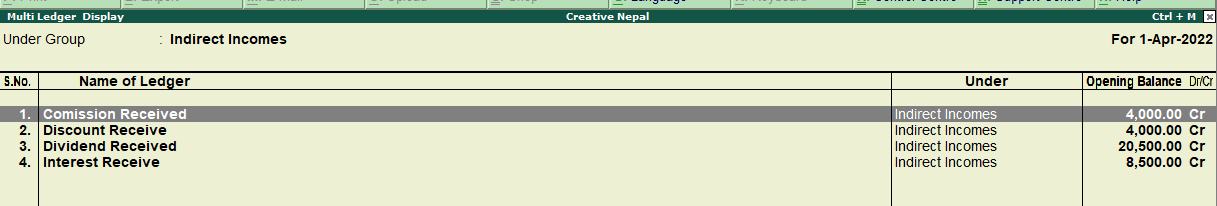 Multi Ledger Display Creative Nepal Ctrl + M
Under Group : Indirect Incomes For 1-Apr-2022
S.No. Name of Ledger Under Opening Balance Dr/Cr
1. Comission Received Indirect Incomes 4,000.00 Cr
2. Discount Receive Indirect Incomes 4,000.00 Cr
3. Dividend Received Indirect Incomes 20,500.00 Cr
4. Interest Receive Indirect Incomes 8,500.00 Cr